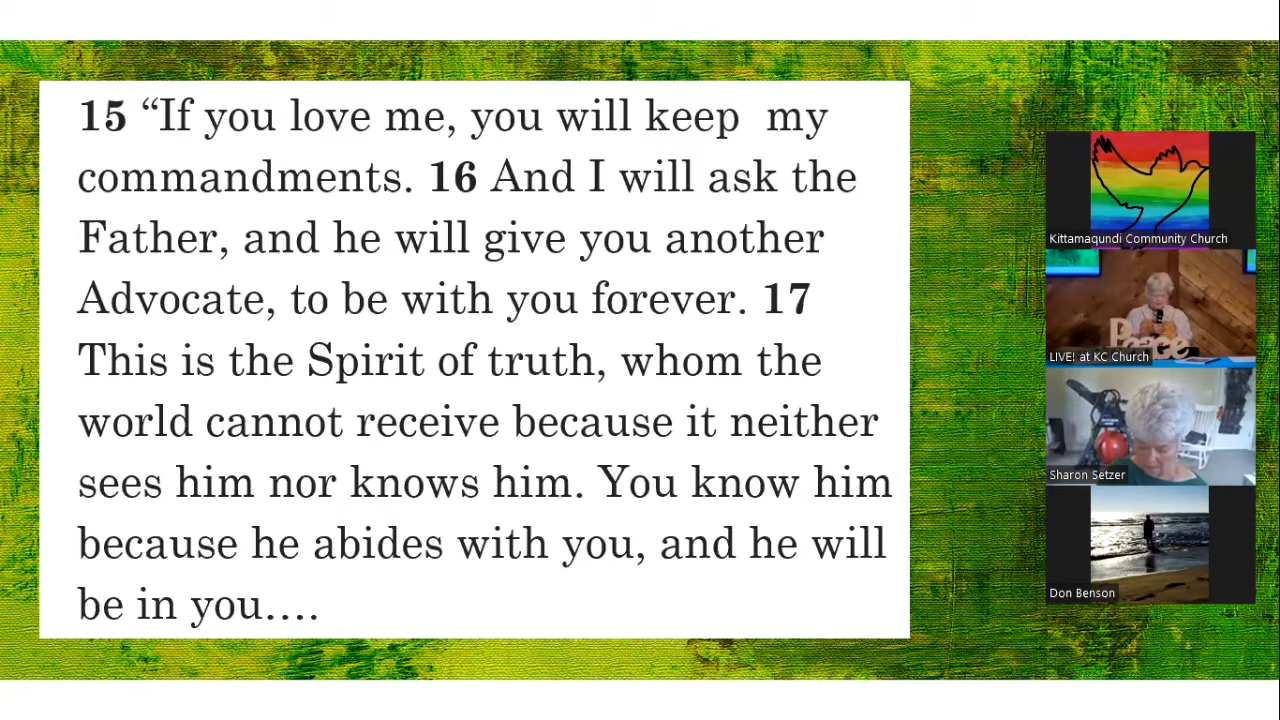 15 “If you love me, you will keep  my
commandments. 16 And I will ask the
Father, and he will give you another
Advocate, to be with you forever. 17
This is the Spirit of truth, whom the
world cannot receive because it neither
sees him nor knows him. You know him
because he abides with you, and he will
be in you....
Kittamaqundi Community Church
Peace
LIVE! at KC Church
Sharon Setzer
Don Benson